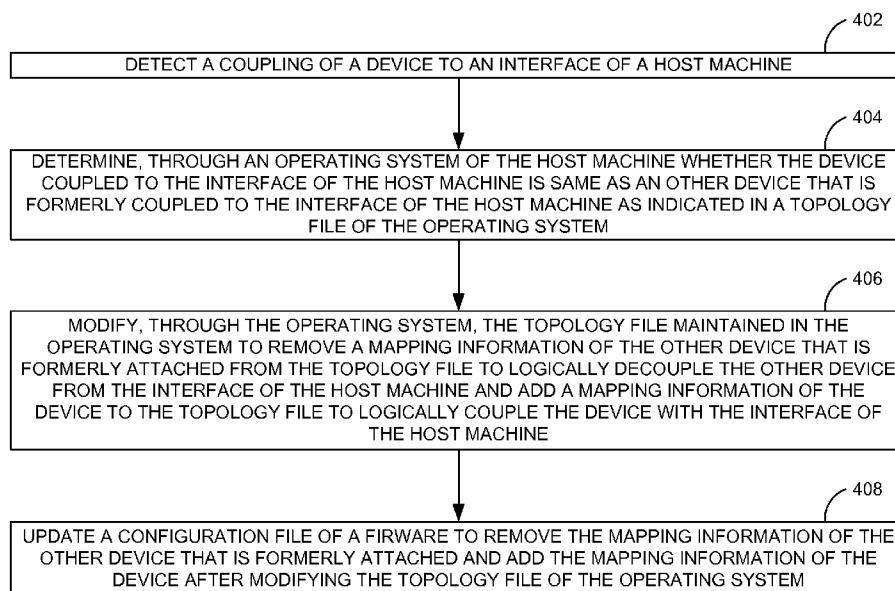 402
DETECT A COUPLING OF A DEVICE TO AN INTERFACE OF A HOST MACHINE
404
DETERMINE, THROUGH AN OPERATING SYSTEM OF THE HOST MACHINE WHETHER THE DEVICE
COUPLED TO THE INTERFACE OF THE HOST MACHINE IS SAME AS AN OTHER DEVICE THAT IS
FORMERLY COUPLED TO THE INTERFACE OF THE HOST MACHINE AS INDICATED IN A TOPOLOGY
FILE OF THE OPERATING SYSTEM
406
MODIFY, THROUGH THE OPERATING SYSTEM, THE TOPOLOGY FILE MAINTAINED IN THE
OPERATING SYSTEM TO REMOVE A MAPPING INFORMATION OF THE OTHER DEVICE THAT IS
FORMERLY ATTACHED FROM THE TOPOLOGY FILE TO LOGICALLY DECOUPLE THE OTHER DEVICE
FROM THE INTERFACE OF THE HOST MACHINE AND ADD A MAPPING INFORMATION OF THE
DEVICE TO THE TOPOLOGY FILE TO LOGICALLY COUPLE THE DEVICE WITH THE INTERFACE OF
THE HOST MACHINE
408
UPDATE A CONFIGURATION FILE OF A FIRWARE TO REMOVE THE MAPPING INFORMATION OF THE
OTHER DEVICE THAT IS FORMERLY ATTACHED AND ADD THE MAPPING INFORMATION OF THE
DEVICE AFTER MODIFYING THE TOPOLOGY FILE OF THE OPERATING SYSTEM